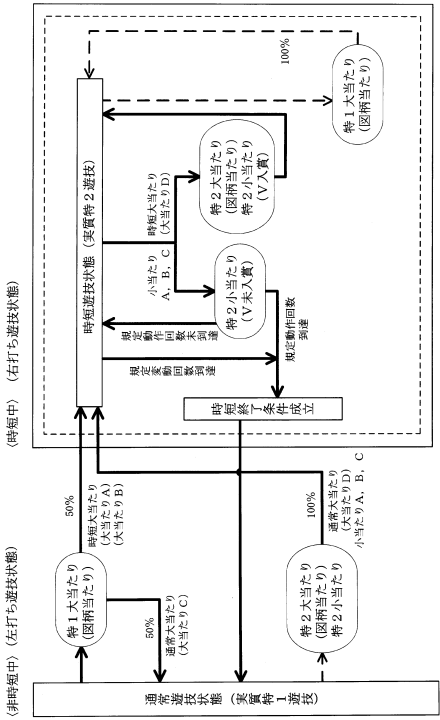 〈非時短中〉（左打ち遊技状態）
〈時短中〉（右打ち遊技状態）
通常遊技状態（実質特1遊技）
特1大当たり
（図柄当たり）
50%
時短大当たり
（大当たりA）
（大当たりB）
50%
通常大当たり
（大当たりC）
特2大当たり
（図柄当たり）
特2小当たり
100%
通常大当たり
（大当たりD）
小当たりA，B，C
時短遊技状態（実質特2遊技）
規定変動回数到達
規定動作回数未到達
小当たり
A，B，C
時短大当たり
（大当たりD）
特2小当たり
（V未入賞）
特2大当たり
（図柄当たり）
特2小当たり
（V入賞）
規定動作回数
到達
時短終了条件成立
100%
特1大当たり
（図柄当たり）